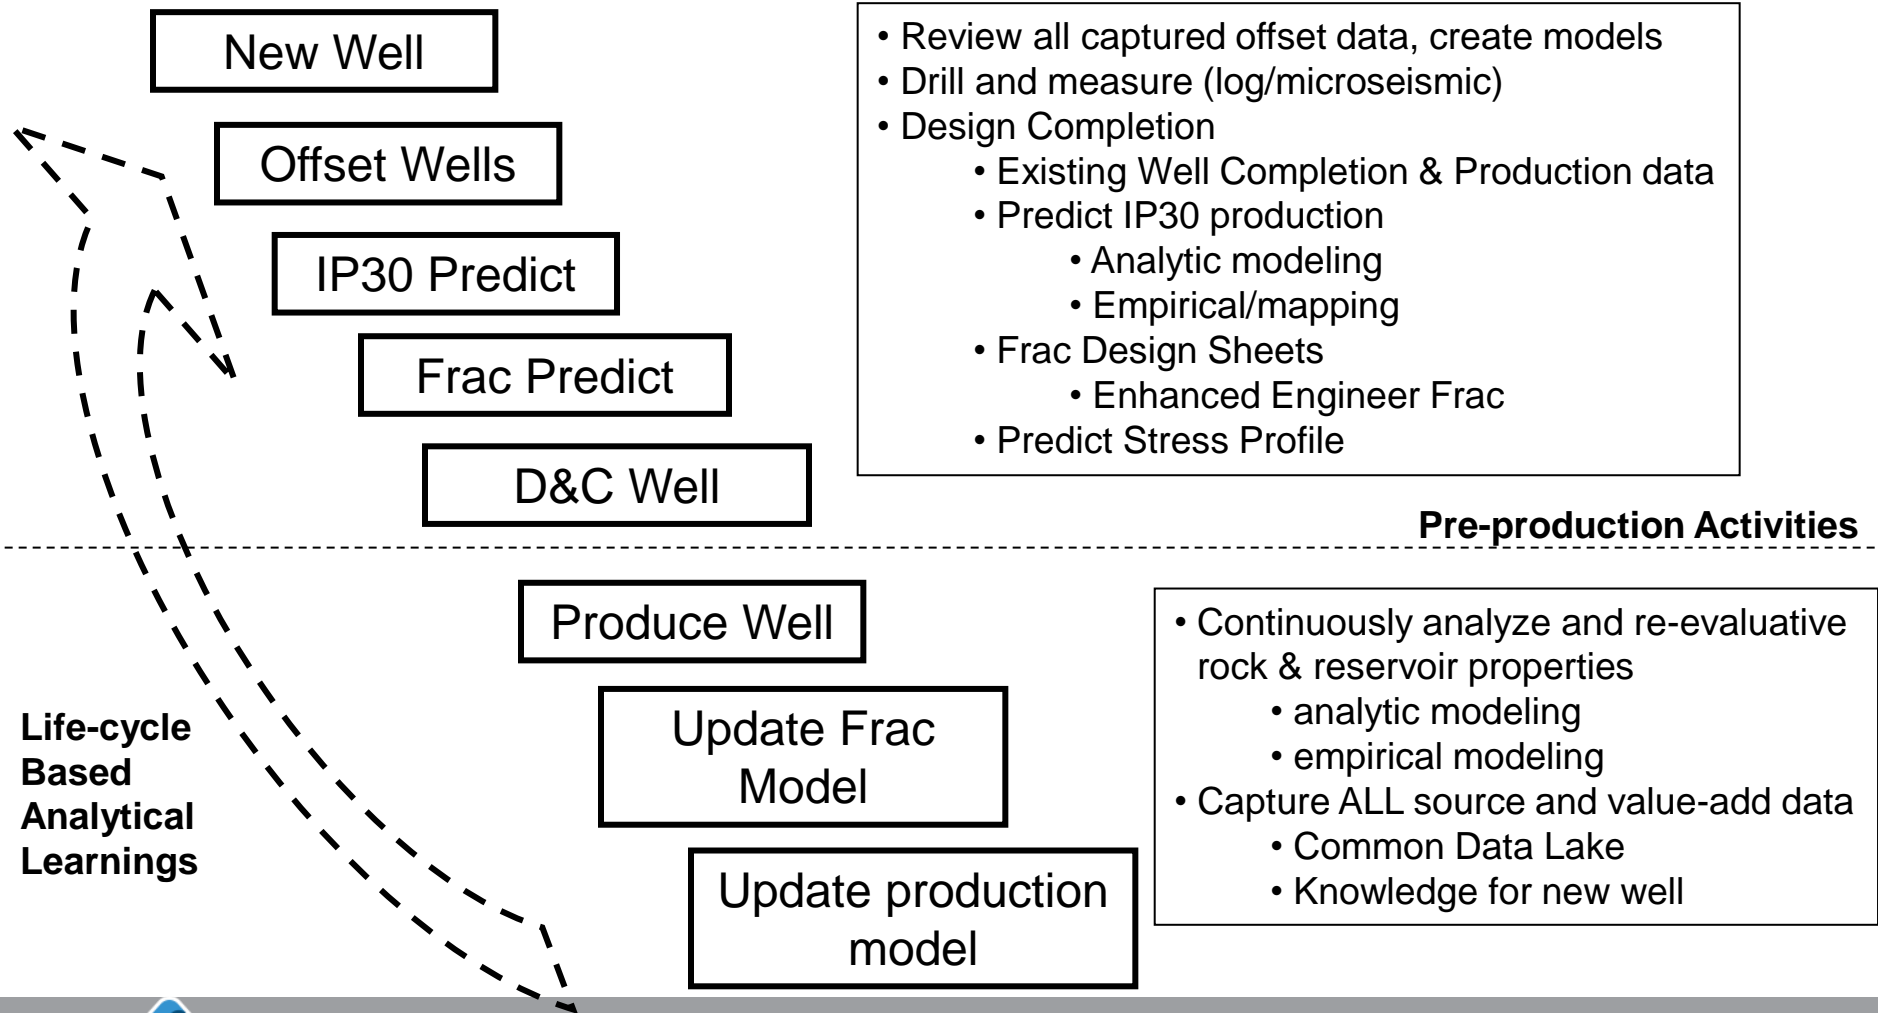 New Well
Offset Wells
IP30 Predict
Frac Predict
D&C Well
• Review all captured offset data, create models
• Drill and measure (log/microseismic)
• Design Completion
• Existing Well Completion & Production data
• Predict IP30 production
• Analytic modeling
• Empirical/mapping
• Frac Design Sheets
• Enhanced Engineer Frac
• Predict Stress Profile
Pre-production Activities
Produce Well
Update Frac
Model
Update production
model
Life-cycle
Based
Analytical
Learnings
• Continuously analyze and re-evaluative
rock & reservoir properties
• analytic modeling
• empirical modeling
• Capture ALL source and value-add data
• Common Data Lake
• Knowledge for new well